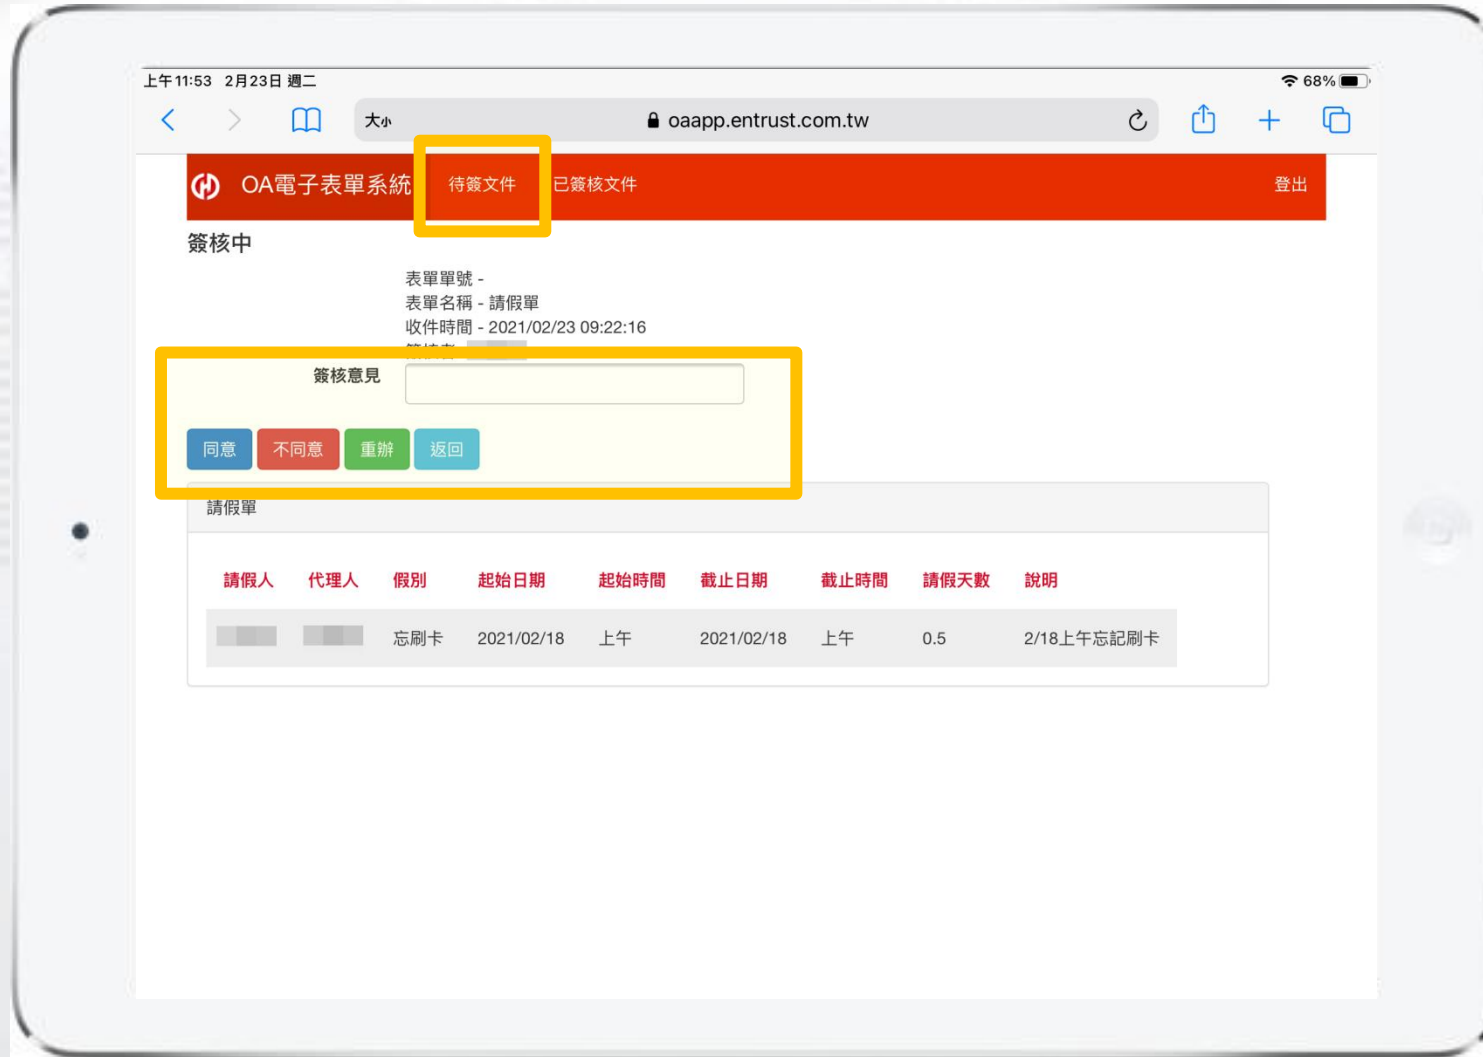 上午11:53 2月23日 週二 68%
大小 oaapp.entrust.com.tw
OA電子表單系統 待簽文件 已簽核文件 登出
簽核中
表單單號 -
表單名稱 - 請假單
收件時間 - 2021/02/23 09:22:16
簽核意見
同意 不同意 重辦 返回
請假單
請假人 代理人 假別 起始日期 起始時間 截止日期 截止時間 請假天數 說明
忘刷卡 2021/02/18 上午 2021/02/18 上午 0.5 2/18上午忘記刷卡